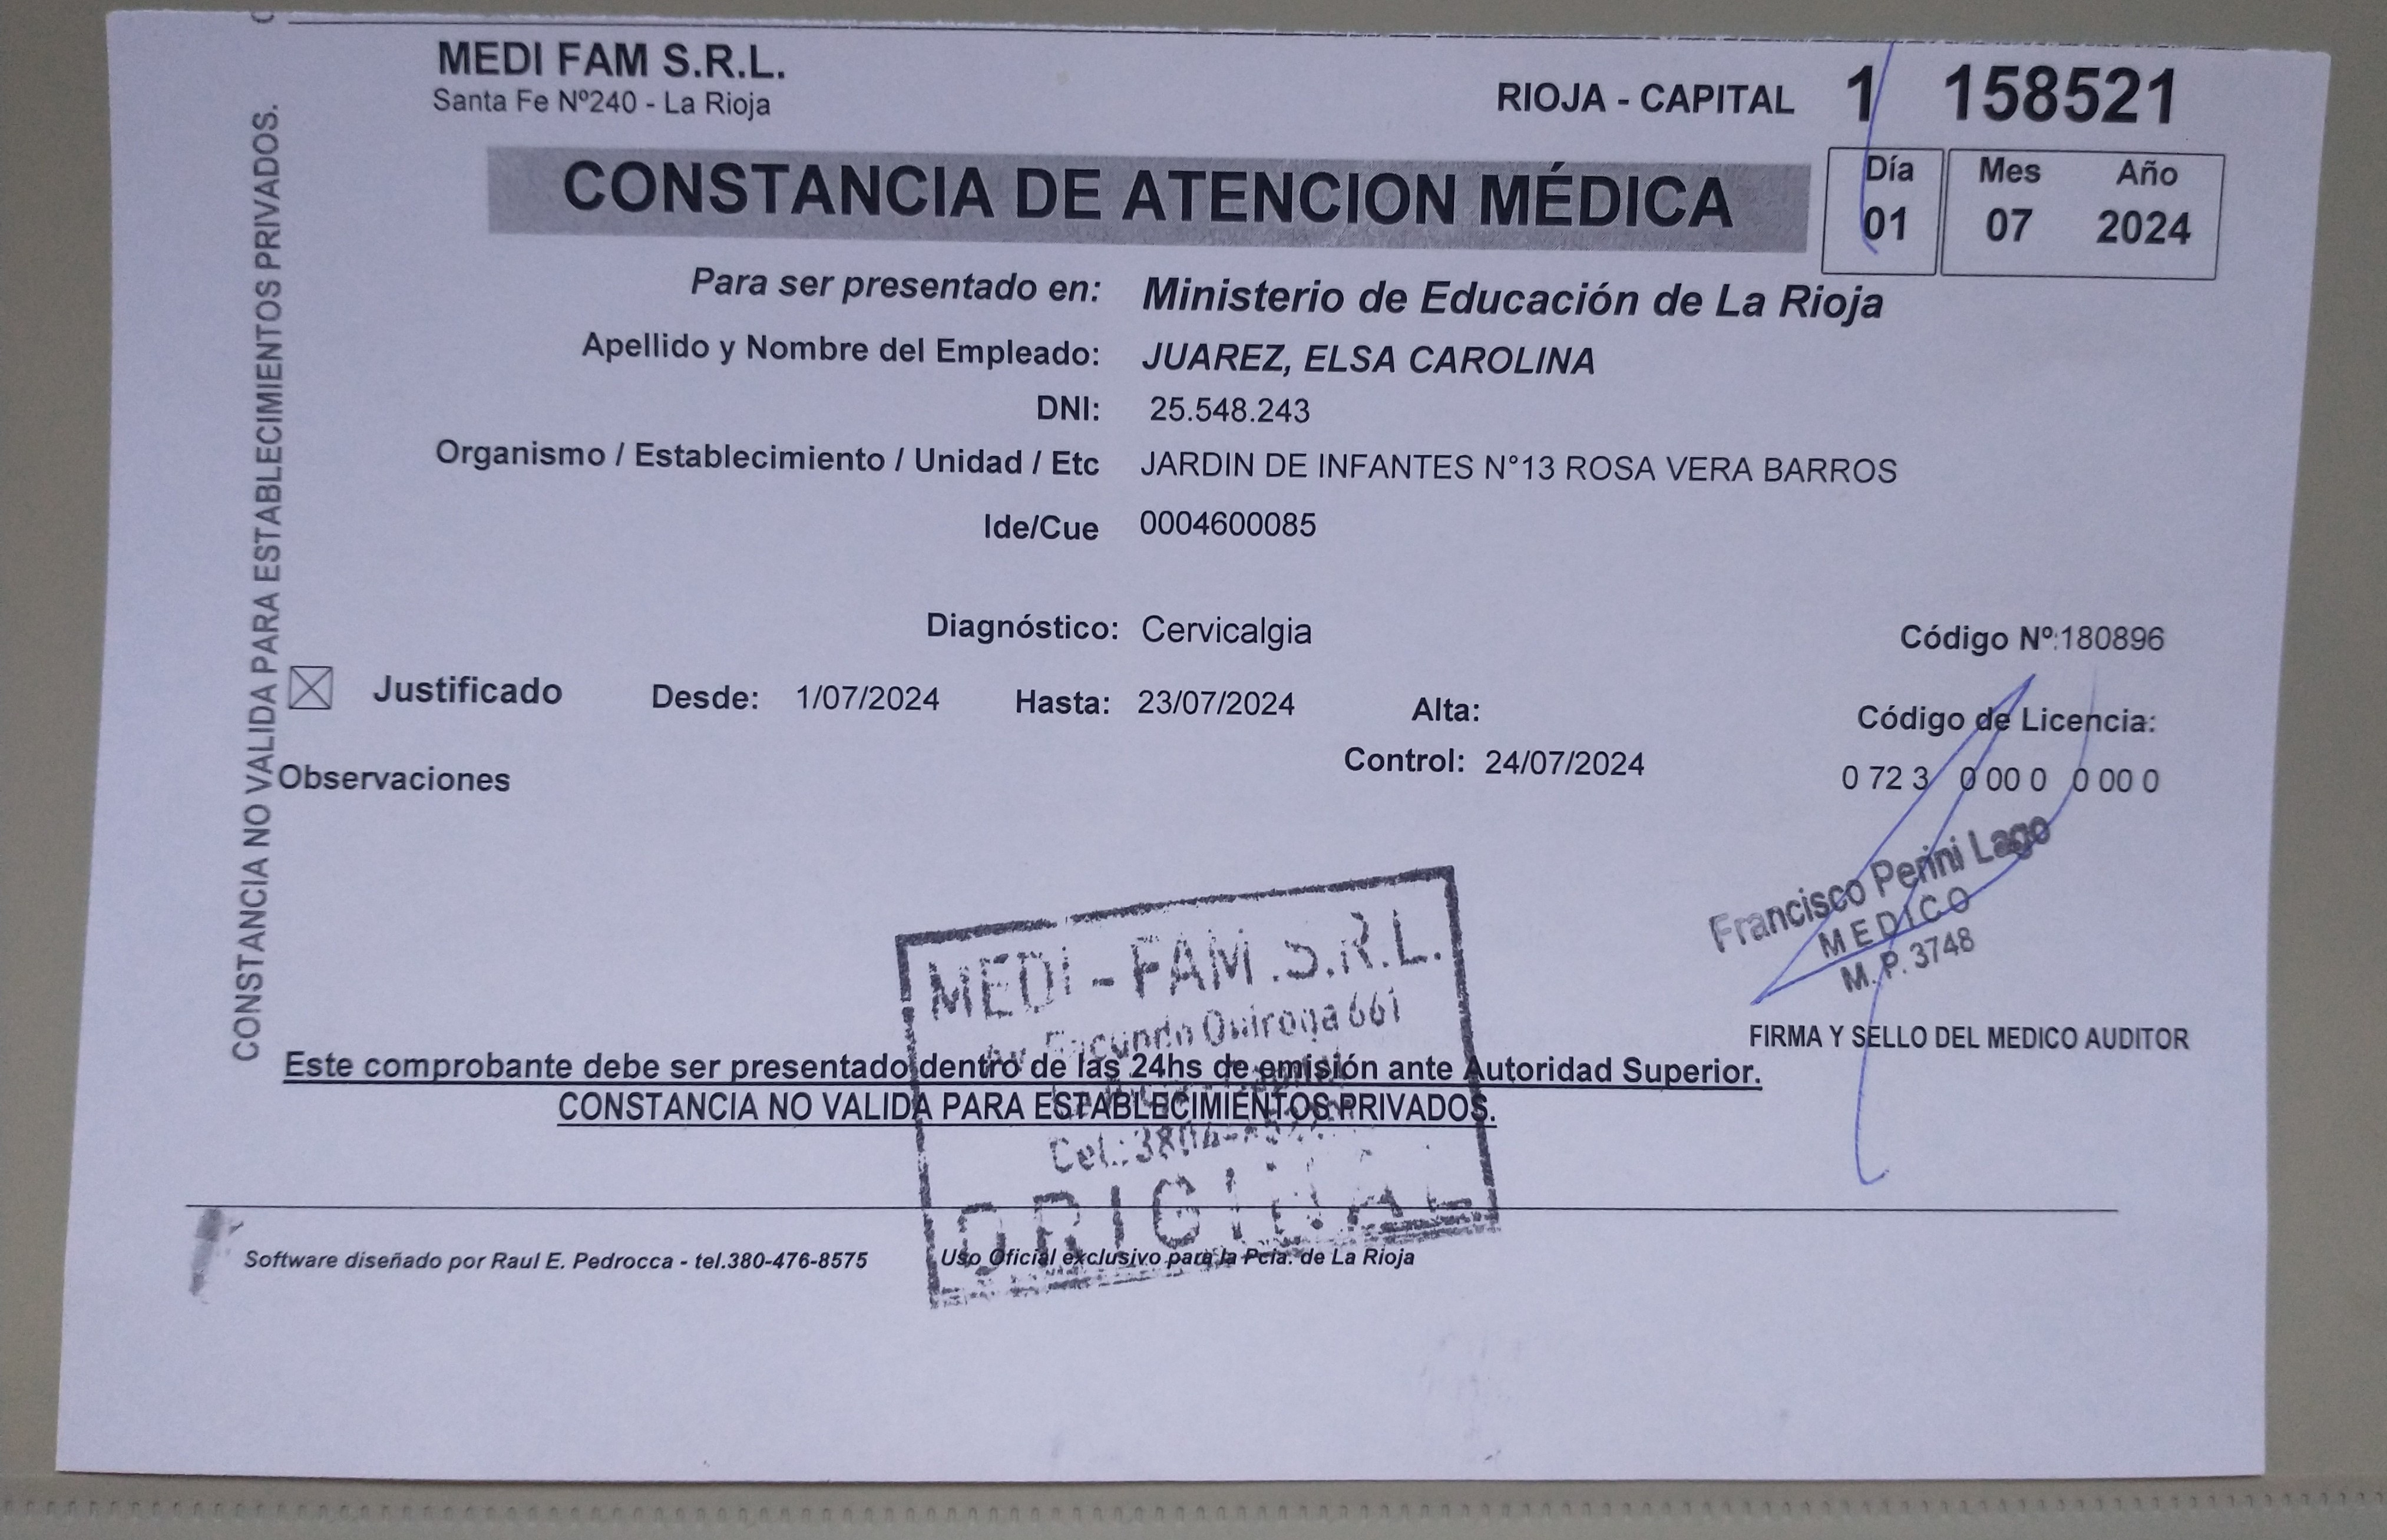 MEDI FAM S.R.L.
Santa Fe Nº240 - La Rioja
RIOJA - CAPITAL 1 158521
CONSTANCIA DE ATENCION MÉDICA
Día Mes Año
01 07 2024
Para ser presentado en: Ministerio de Educación de La Rioja
Apellido y Nombre del Empleado: JUAREZ, ELSA CAROLINA
DNI: 25.548.243
Organismo / Establecimiento / Unidad / Etc JARDIN DE INFANTES N°13 ROSA VERA BARROS
Ide/Cue 0004600085
Diagnóstico: Cervicalgia
Código Nº:180896
Justificado Desde: 1/07/2024 Hasta: 23/07/2024 Alta:
Código de Licencia:
Control: 24/07/2024
0 72 3 0 00 0 0 00 0
Observaciones
Francisco Perini Lago
MEDICO
M.P. 3748
FIRMA Y SELLO DEL MEDICO AUDITOR
MEDI - FAM .S.R.L.
Av. Facundo Quiroga 661
Este comprobante debe ser presentado dentro de las 24hs de emisión ante Autoridad Superior.
CONSTANCIA NO VALIDA PARA ESTABLECIMIENTOS PRIVADOS.
Cel.:
ORIGINAL
Software diseñado por Raul E. Pedrocca - tel.380-476-8575 Uso Oficial exclusivo para la Pcia. de La Rioja
CONSTANCIA NO VALIDA PARA ESTABLECIMIENTOS PRIVADOS.